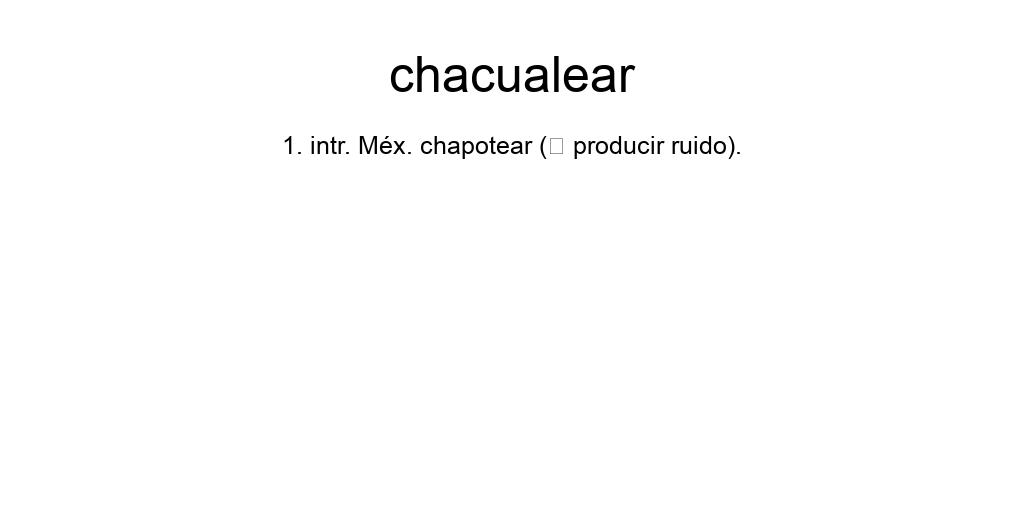 chacualear
1. intr. Méx. chapotear (□ producir ruido).